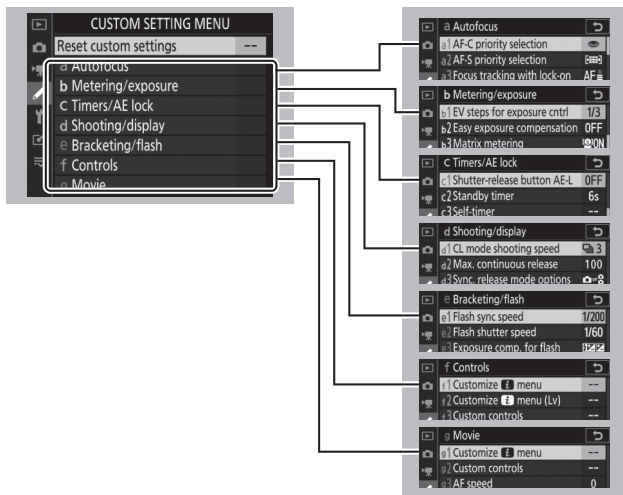 CUSTOM SETTING MENU
Reset custom settings --
a Autofocus
b Metering/exposure
c Timers/AE lock
d Shooting/display
e Bracketing/flash
f Controls
g Movie
a Autofocus
a1 AF-C priority selection
a2 AF-S priority selection
a3 Focus tracking with lock-on AF
b Metering/exposure
b1 EV steps for exposure cntrl 1/3
b2 Easy exposure compensation OFF
b3 Matrix metering ON
c Timers/AE lock
c1 Shutter-release button AE-L OFF
c2 Standby timer 6s
c3 Self-timer --
d Shooting/display
d1 CL mode shooting speed 3
d2 Max. continuous release 100
d3 Sync. release mode options
e Bracketing/flash
e1 Flash sync speed 1/200
e2 Flash shutter speed 1/60
e3 Exposure comp. for flash
f Controls
f1 Customize i menu --
f2 Customize i menu (Lv) --
f3 Custom controls --
g Movie
g1 Customize i menu --
g2 Custom controls --
g3 AF speed 0